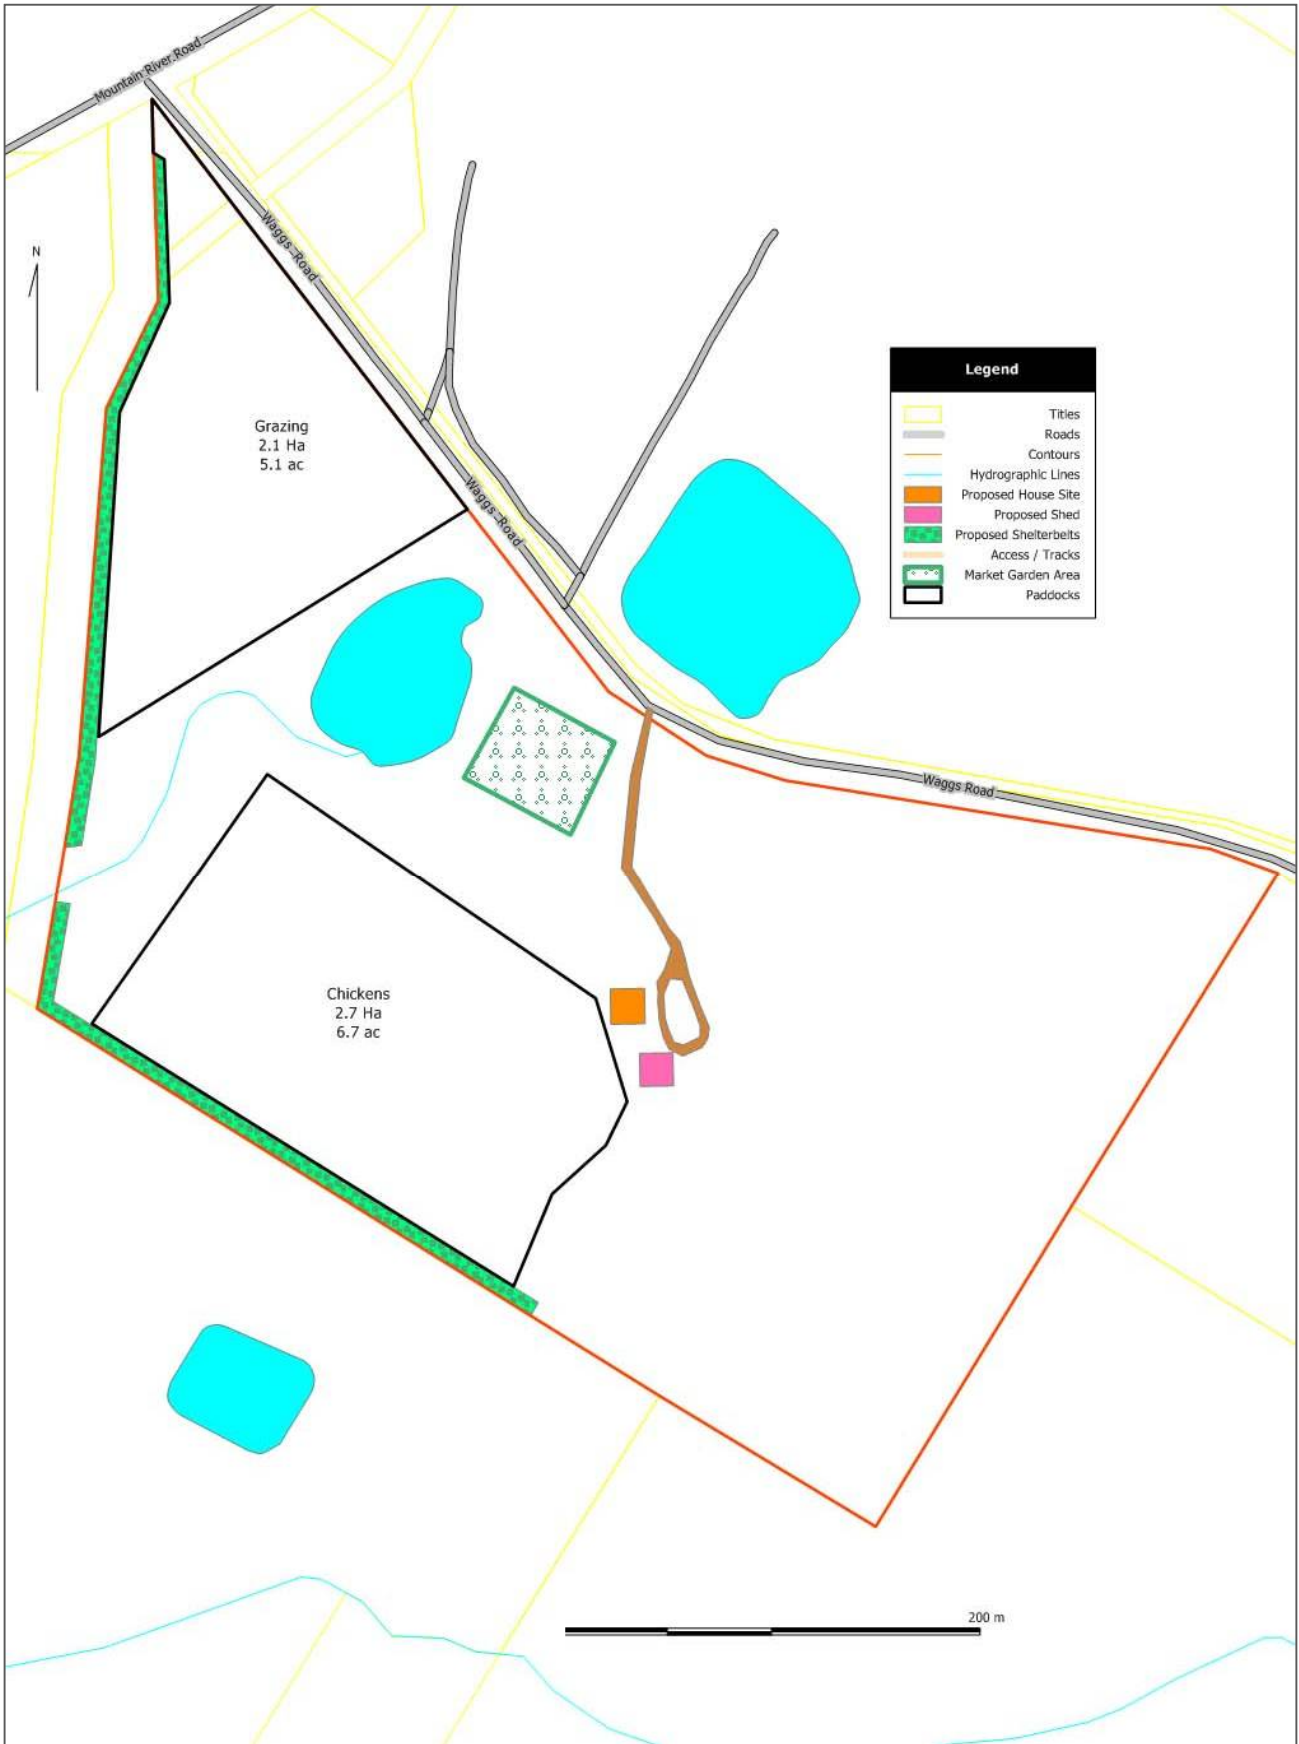 Mountain River Road
N
Waggs Road
Legend
Titles
Roads
Contours
Hydrographic Lines
Proposed House Site
Proposed Shed
Proposed Shelterbelts
Access / Tracks
Market Garden Area
Paddocks
Grazing
2.1 Ha
5.1 ac
Waggs Road
Waggs Road
Chickens
2.7 Ha
6.7 ac
200 m